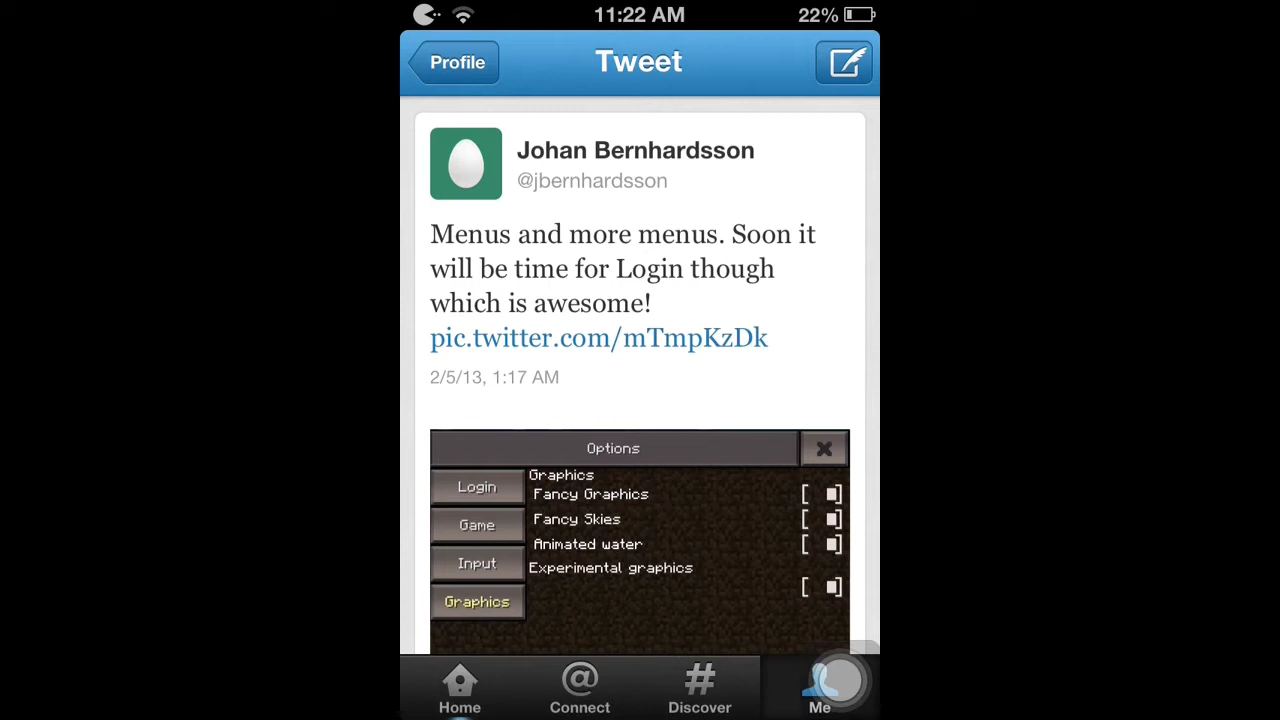 11:22 AM
22%
Profile
Tweet
Johan Bernhardsson
@jbernhardsson
Menus and more menus. Soon it
will be time for Login though
which is awesome!
pic.twitter.com/mTmpKzDk
2/5/13, 1:17 AM
Options
Login
Game
Input
Graphics
Graphics
Fancy Graphics
Fancy Skies
Animated water
Experimental graphics
Home
Connect
Discover
Me